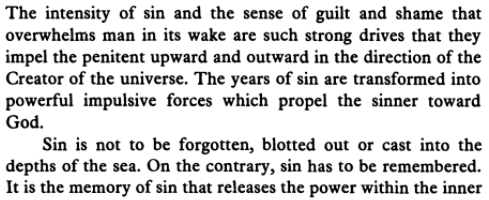 The intensity of sin and the sense of guilt and shame that
overwhelms man in its wake are such strong drives that they
impel the penitent upward and outward in the direction of the
Creator of the universe. The years of sin are transformed into
powerful impulsive forces which propel the sinner toward
God.
Sin is not to be forgotten, blotted out or cast into the
depths of the sea. On the contrary, sin has to be remembered.
It is the memory of sin that releases the power within the inner